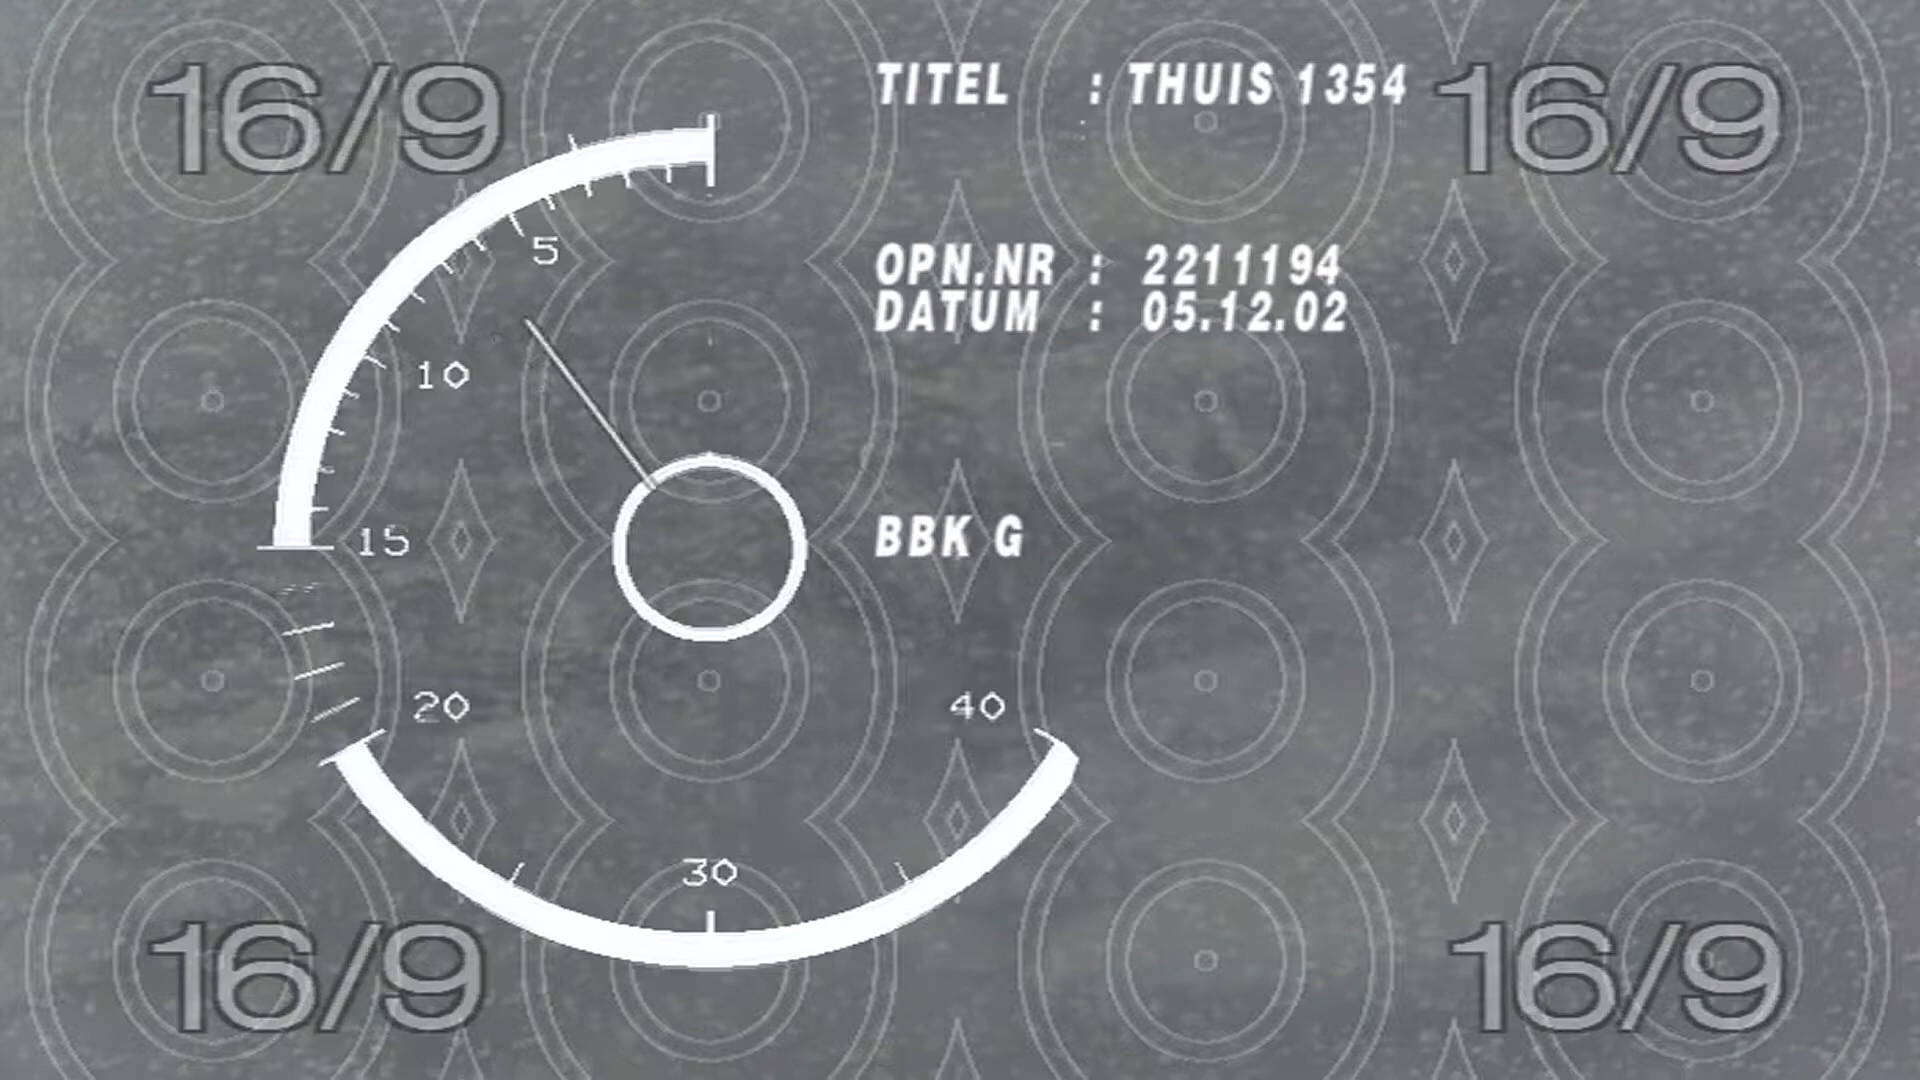 16/9
TITEL : THUIS 1354
16/9
5
OPN.NR : 2211194
DATUM : 05.12.02
10
15
BBK G
20
40
30
16/9
16/9